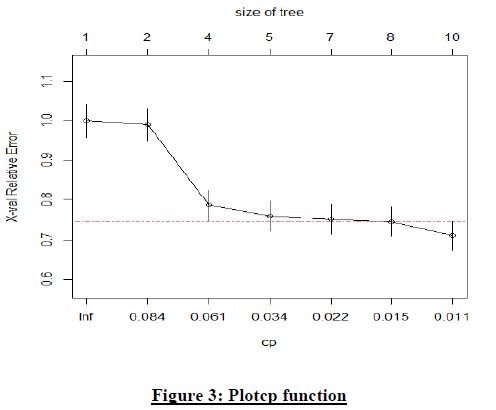 size of tree
1 2 4 5 7 8 10
X-val Relative Error
1.1
1.0
0.9
0.8
0.7
0.6
Inf 0.084 0.061 0.034 0.022 0.015 0.011
cp
Figure 3: Plotcp function